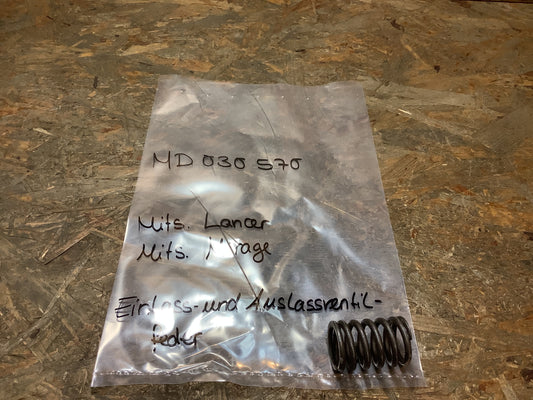 MD 030 570
Mits. Lancer
Mits. Mirage
Einlass- und Auslassventil-
feder